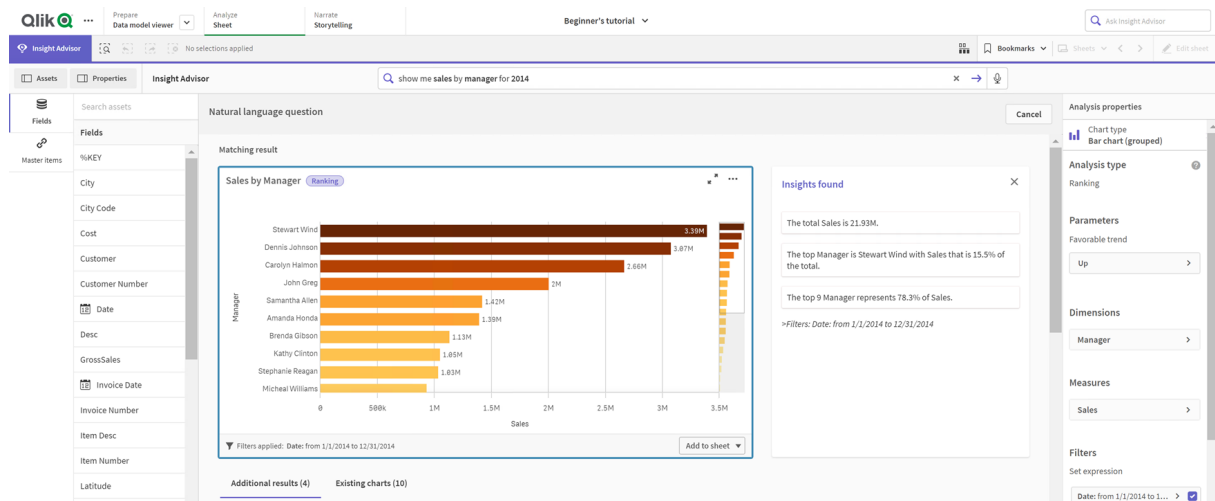 Qlik
Prepare
Data model viewer
Analyze
Sheet
Narrate
Storytelling
Beginner's tutorial
Ask Insight Advisor
Insight Advisor
No selections applied
Bookmarks
Sheets
Edit sheet
Assets
Properties
Insight Advisor
show me sales by manager for 2014
Fields
Master items
Search assets
Fields
%KEY
City
City Code
Cost
Customer
Customer Number
Date
Desc
GrossSales
Invoice Date
Invoice Number
Item Desc
Item Number
Latitude
Natural language question
Cancel
Matching result
Sales by Manager
Ranking
Manager
Stewart Wind
3.39M
Dennis Johnson
3.07M
Carolyn Halmon
2.66M
John Greg
2M
Samantha Allen
1.42M
Amanda Honda
1.39M
Brenda Gibson
1.13M
Kathy Clinton
1.05M
Stephanie Reagan
1.03M
Micheal Williams
0 500k 1M 1.5M 2M 2.5M 3M 3.5M
Sales
Filters applied: Date: from 1/1/2014 to 12/31/2014
Add to sheet
Additional results (4)
Existing charts (10)
Insights found
The total Sales is 21.93M.
The top Manager is Stewart Wind with Sales that is 15.5% of
the total.
The top 9 Manager represents 78.3% of Sales.
>Filters: Date: from 1/1/2014 to 12/31/2014
Analysis properties
Chart type
Bar chart (grouped)
Analysis type
Ranking
Parameters
Favorable trend
Up
Dimensions
Manager
Measures
Sales
Filters
Set expression
Date: from 1/1/2014 to 1...